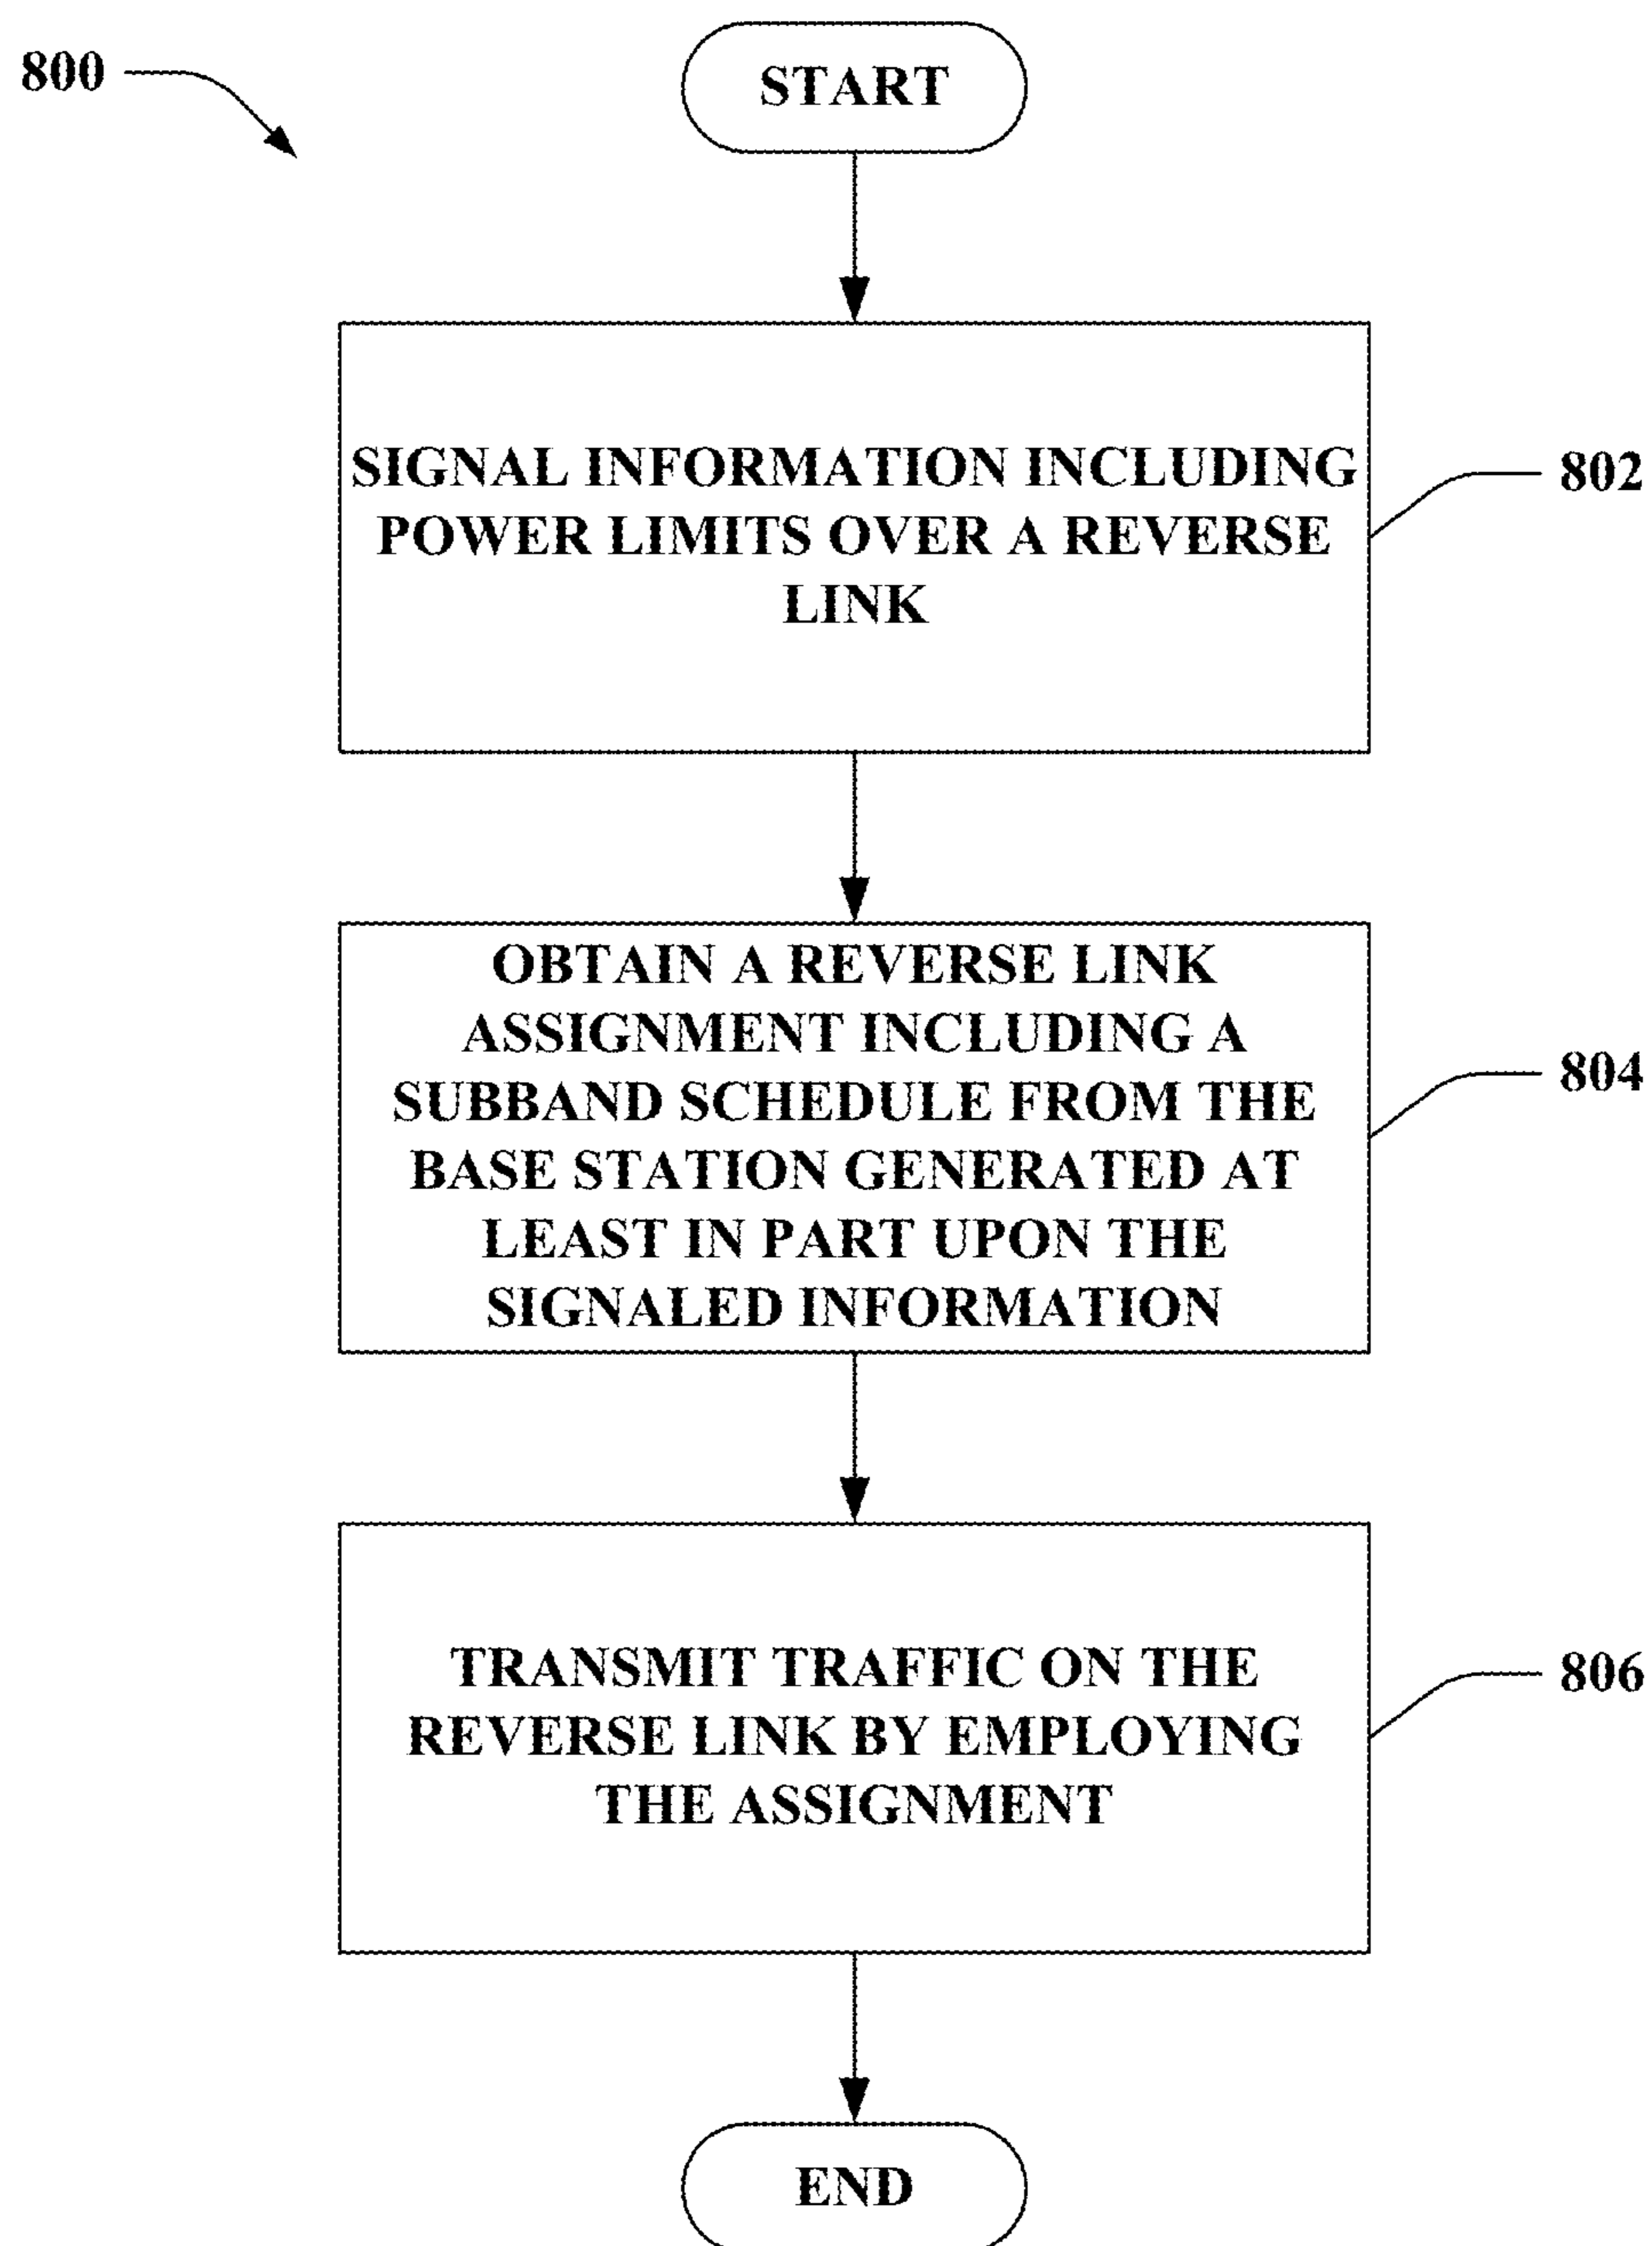 800
START
SIGNAL INFORMATION INCLUDING
POWER LIMITS OVER A REVERSE
LINK
802
OBTAIN A REVERSE LINK
ASSIGNMENT INCLUDING A
SUBBAND SCHEDULE FROM THE
BASE STATION GENERATED AT
LEAST IN PART UPON THE
SIGNALED INFORMATION
804
TRANSMIT TRAFFIC ON THE
REVERSE LINK BY EMPLOYING
THE ASSIGNMENT
806
END